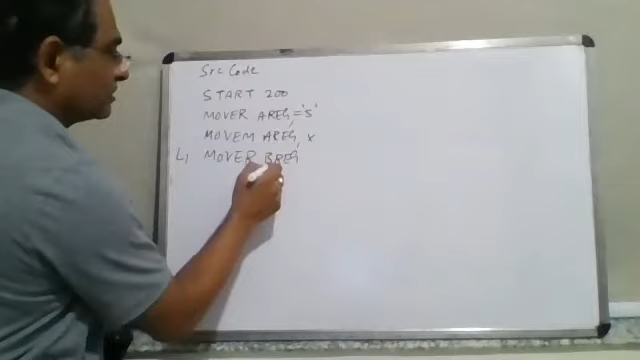 Src Code
START 200
MOVER AREG, ='5'
MOVEM AREG, X
L1 MOVER BREG